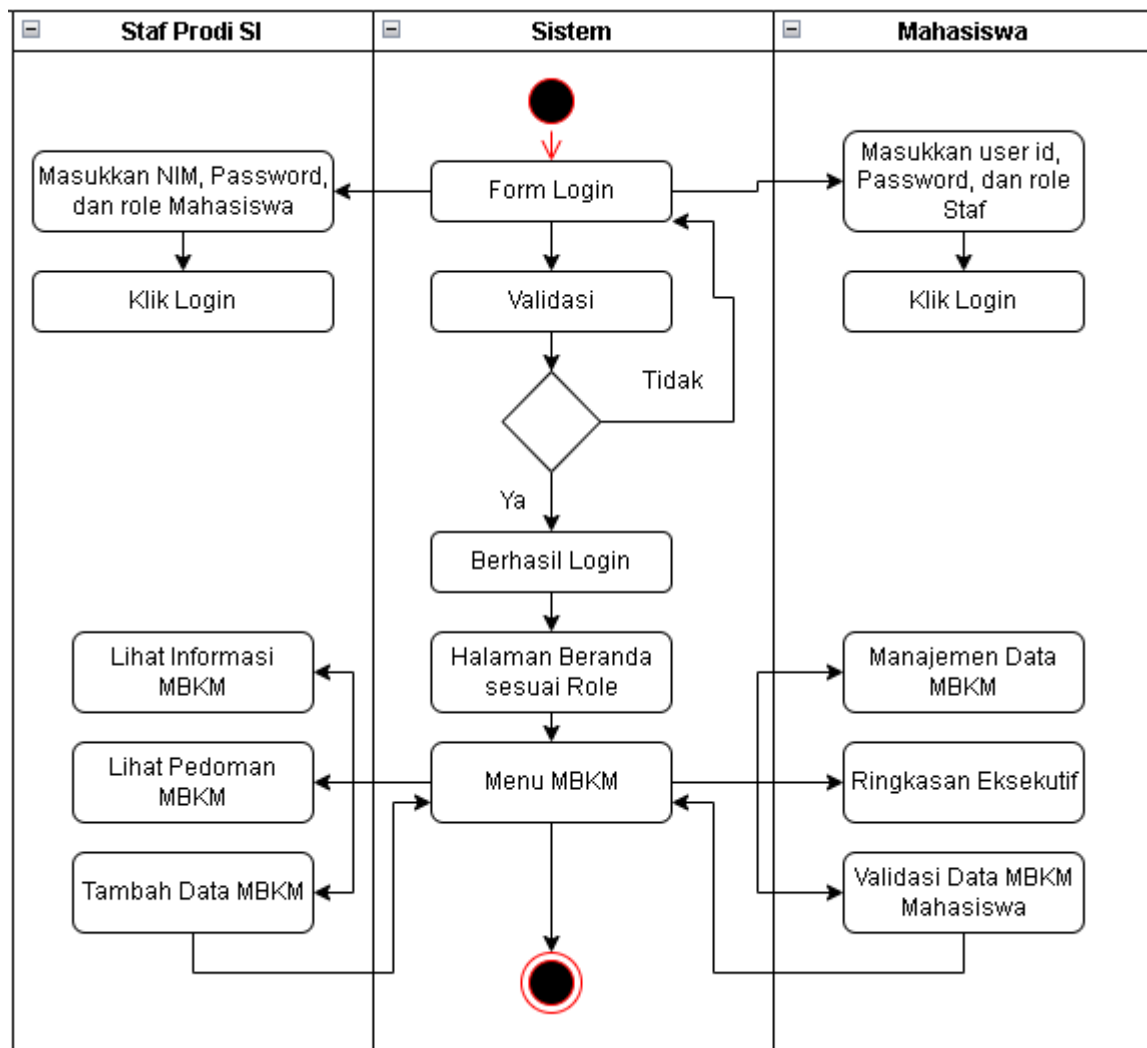 Staf Prodi SI
Sistem
Mahasiswa
Masukkan NIM, Password,
dan role Mahasiswa
Form Login
Masukkan user id,
Password, dan role
Staf
Klik Login
Validasi
Klik Login
Tidak
Ya
Berhasil Login
Lihat Informasi
MBKM
Halaman Beranda
sesuai Role
Manajemen Data
MBKM
Lihat Pedoman
MBKM
Menu MBKM
Ringkasan Eksekutif
Tambah Data MBKM
Validasi Data MBKM
Mahasiswa